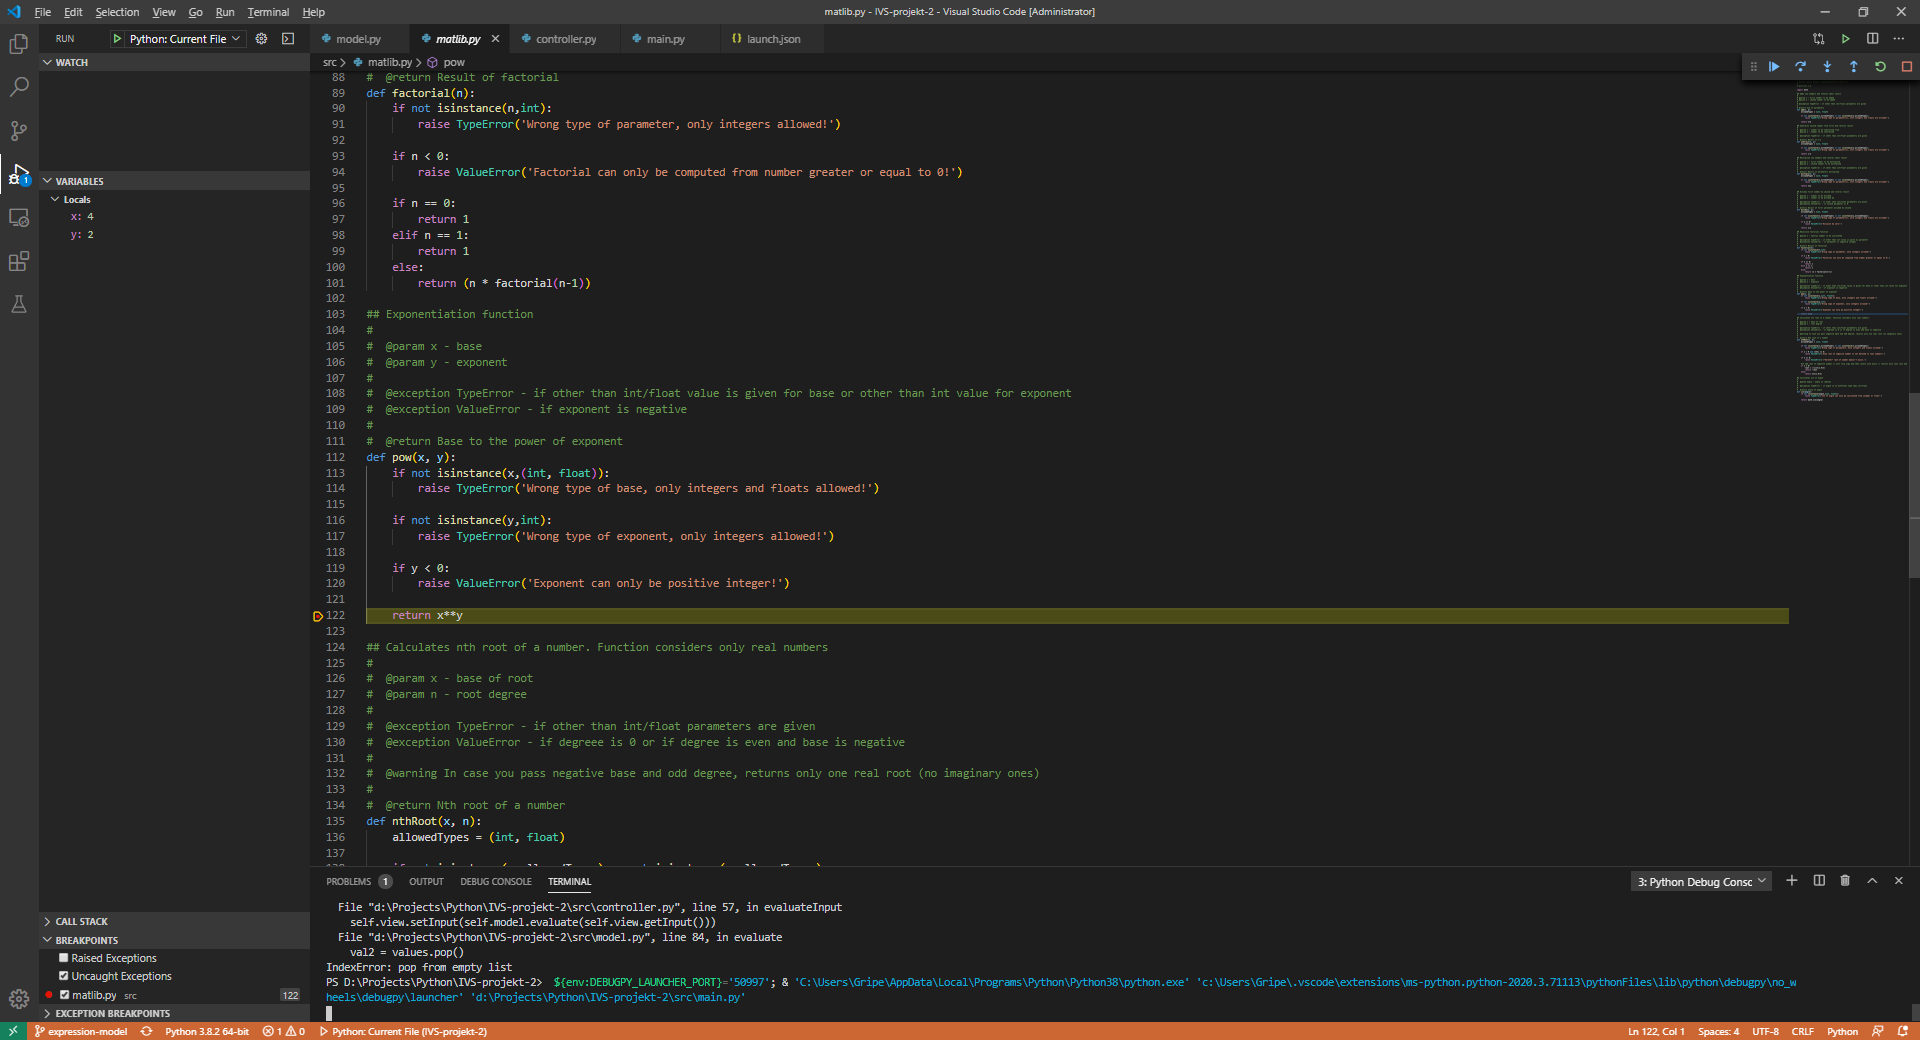 File Edit Selection View Go Run Terminal Help
matlib.py - IVS-projekt-2 - Visual Studio Code [Administrator]
RUN
Python: Current File
model.py
matlib.py
controller.py
main.py
launch.json
WATCH
src > matlib.py > pow
VARIABLES
Locals
x: 4
y: 2
CALL STACK
BREAKPOINTS
Raised Exceptions
Uncaught Exceptions
matlib.py src 122
EXCEPTION BREAKPOINTS
1
88 # @return Result of factorial
89 def factorial(n):
90 if not isinstance(n,int):
91 raise TypeError('Wrong type of parameter, only integers allowed!')
92
93 if n < 0:
94 raise ValueError('Factorial can only be computed from number greater or equal to 0!')
95
96 if n == 0:
97 return 1
98 elif n == 1:
99 return 1
100 else:
101 return (n * factorial(n-1))
102
103 ## Exponentiation function
104 #
105 # @param x - base
106 # @param y - exponent
107 #
108 # @exception TypeError - if other than int/float value is given for base or other than int value for exponent
109 # @exception ValueError - if exponent is negative
110 #
111 # @return Base to the power of exponent
112 def pow(x, y):
113 if not isinstance(x,(int, float)):
114 raise TypeError('Wrong type of base, only integers and floats allowed!')
115
116 if not isinstance(y,int):
117 raise TypeError('Wrong type of exponent, only integers allowed!')
118
119 if y < 0:
120 raise ValueError('Exponent can only be positive integer!')
121
122 return x**y
123
124 ## Calculates nth root of a number. Function considers only real numbers
125 #
126 # @param x - base of root
127 # @param n - root degree
128 #
129 # @exception TypeError - if other than int/float parameters are given
130 # @exception ValueError - if degreee is 0 or if degree is even and base is negative
131 #
132 # @warning In case you pass negative base and odd degree, returns only one real root (no imaginary ones)
133 #
134 # @return Nth root of a number
135 def nthRoot(x, n):
136 allowedTypes = (int, float)
137
PROBLEMS 1 OUTPUT DEBUG CONSOLE TERMINAL
3: Python Debug Consc
File "d:\Projects\Python\IVS-projekt-2\src\controller.py", line 57, in evaluateInput
self.view.setInput(self.model.evaluate(self.view.getInput()))
File "d:\Projects\Python\IVS-projekt-2\src\model.py", line 84, in evaluate
val2 = values.pop()
IndexError: pop from empty list
PS D:\Projects\Python\IVS-projekt-2> ${env:DEBUGPY_LAUNCHER_PORT}='50997'; & 'C:\Users\Gripe\AppData\Local\Programs\Python\Python38\python.exe' 'c:\Users\Gripe\.vscode\extensions\ms-python.python-2020.3.71113\pythonFiles\lib\python\debugpy\no_w
heels\debugpy\launcher' 'd:\Projects\Python\IVS-projekt-2\src\main.py'
expression-model Python 3.8.2 64-bit 1 0 Python: Current File (IVS-projekt-2)
Ln 122, Col 1 Spaces: 4 UTF-8 CRLF Python